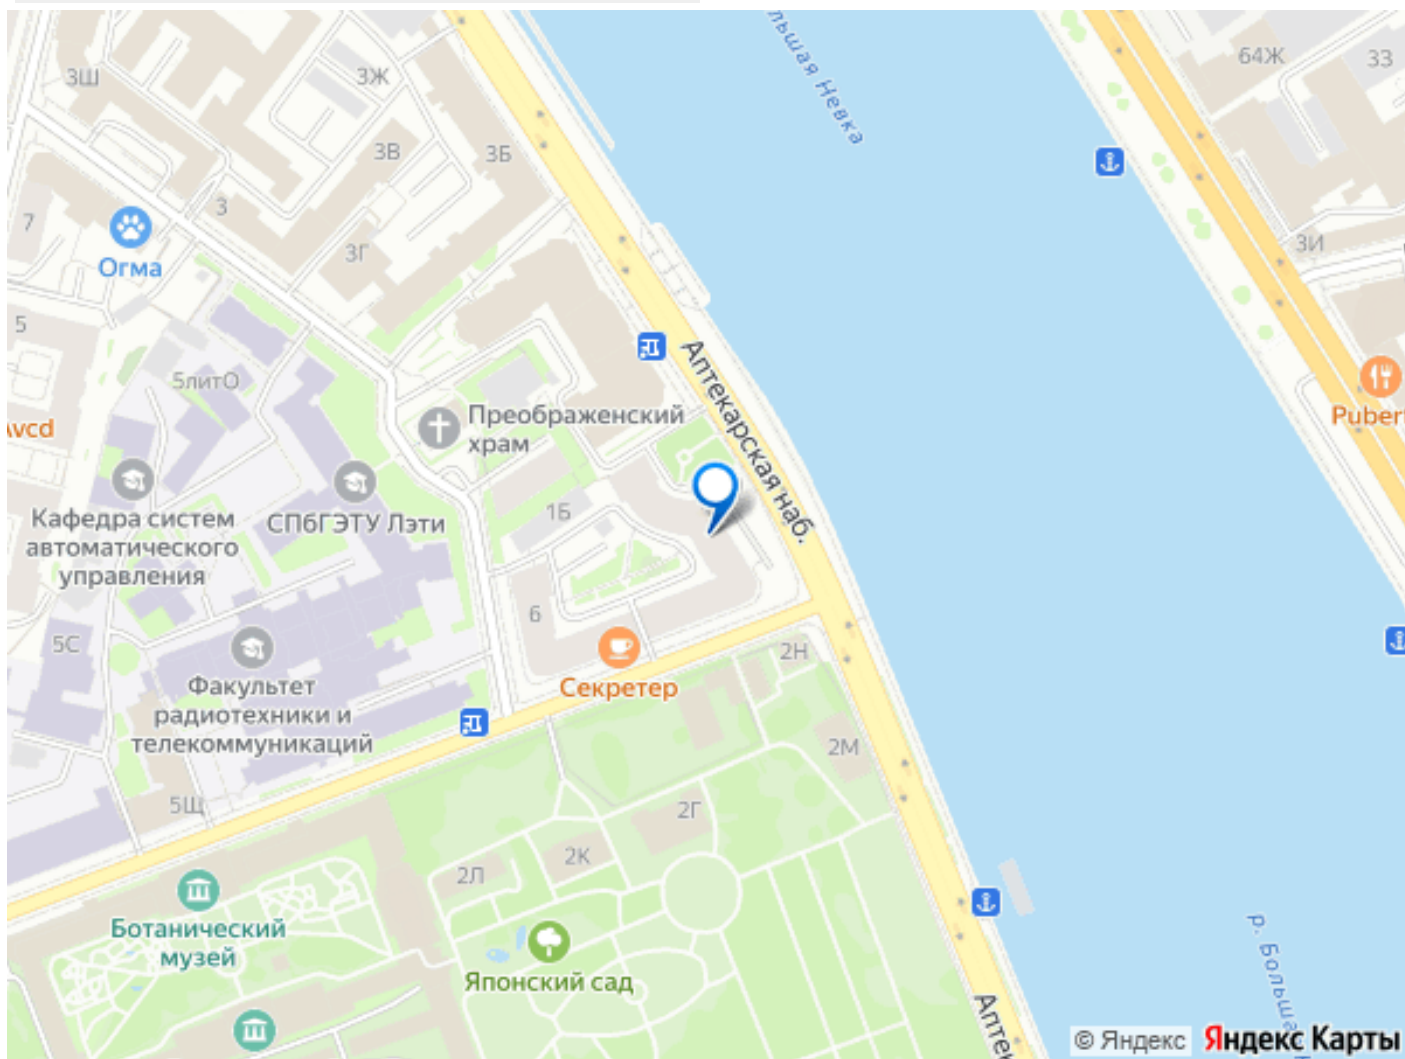 льшая Невка
64Ж
33
3Ш
3Ж
3В
3Б
3
7
3Г
3И
Огма
5
5литО
Аптекарская наб.
Avcd
Преображенский
храм
Pubert
Кафедра систем
автоматического
управления
СПбГЭТУ Лэти
1Б
6
5С
2Н
Факультет
радиотехники и
телекоммуникаций
Секретер
2М
5Щ
2Г
2К
2Л
Ботанический
музей
Японский сад
р. Больша
Аптек
© Яндекс Яндекс Карты